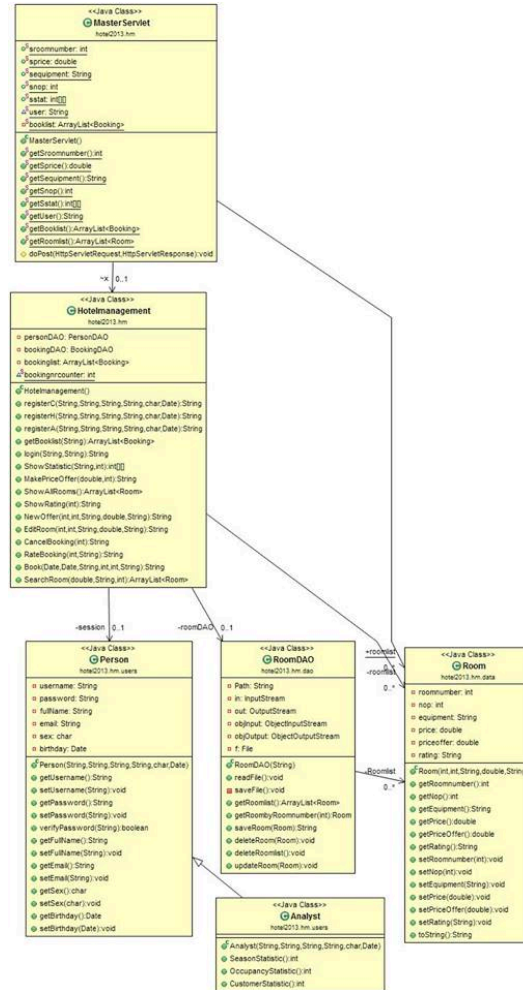 <<Java Class>>
MasterServlet
hotel2013.hm
sroomnumber: int
sprice: double
sequipment: String
snop: int
sstat: int[][]
user: String
booklist: ArrayList<Booking>
MasterServlet()
getSroomnumber():int
getSprice():double
getSequipment():String
getSnop():int
getSstat():int[][]
getUser():String
getBooklist():ArrayList<Booking>
getRoomlist():ArrayList<Room>
doPost(HttpServletRequest,HttpServletResponse):void
~x 0..1
<<Java Class>>
Hotelmanagement
hotel2013.hm
personDAO: PersonDAO
bookingDAO: BookingDAO
bookinglist: ArrayList<Booking>
bookingnrcounter: int
Hotelmanagement()
registerC(String,String,String,String,char,Date):String
registerH(String,String,String,String,char,Date):String
registerA(String,String,String,String,char,Date):String
getBooklist(String):ArrayList<Booking>
login(String,String):String
ShowStatistic(String,int):int[][]
MakePriceOffer(double,int):String
ShowAllRooms():ArrayList<Room>
ShowRating(int):String
NewOffer(int,int,String,double,String):String
EditRoom(int,int,String,double,String):String
CancelBooking(int):String
RateBooking(int,String):String
Book(Date,Date,String,int,int,String):String
SearchRoom(double,String,int):ArrayList<Room>
-session 0..1
-roomDAO 0..1
+roomlist
0..*
-roomlist
0..*
<<Java Class>>
Person
hotel2013.hm.users
username: String
password: String
fullName: String
email: String
sex: char
birthday: Date
Person(String,String,String,String,char,Date)
getUsername():String
setUsername(String):void
getPassword():String
setPassword(String):void
verifyPassword(String):boolean
getFullName():String
setFullName(String):void
getEmail():String
setEmail(String):void
getSex():char
setSex(char):void
getBirthday():Date
setBirthday(Date):void
<<Java Class>>
RoomDAO
hotel2013.hm.dao
Path: String
in: InputStream
out: OutputStream
objInput: ObjectInputStream
objOutput: ObjectOutputStream
f: File
RoomDAO(String)
readFile():void
saveFile():void
getRoomlist():ArrayList<Room>
getRoombyRoomnumber(int):Room
saveRoom(Room):String
deleteRoom(Room):void
deleteRoomlist():void
updateRoom(Room):void
-Roomlist
0..*
<<Java Class>>
Room
hotel2013.hm.data
roomnumber: int
nop: int
equipment: String
price: double
priceoffer: double
rating: String
Room(int,int,String,double,String)
getRoomnumber():int
getNop():int
getEquipment():String
getPrice():double
getPriceOffer():double
getRating():String
setRoomnumber(int):void
setNop(int):void
setEquipment(String):void
setPrice(double):void
setPriceOffer(double):void
setRating(String):void
toString():String
<<Java Class>>
Analyst
hotel2013.hm.users
Analyst(String,String,String,String,char,Date)
SeasonStatistic():int
OccupancyStatistic():int
CustomerStatistic():int